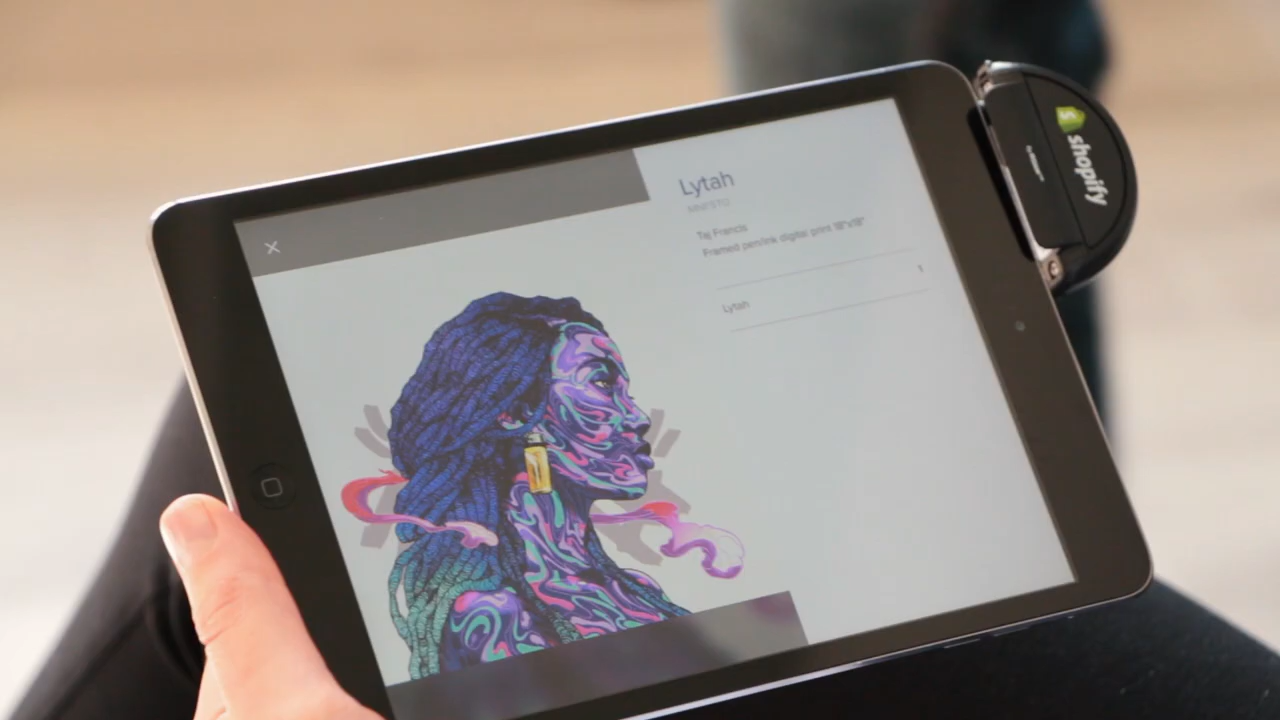 Lytah
Taj Francis
Framed pen/ink digital print 18"x18"
1
Lytah
shopify